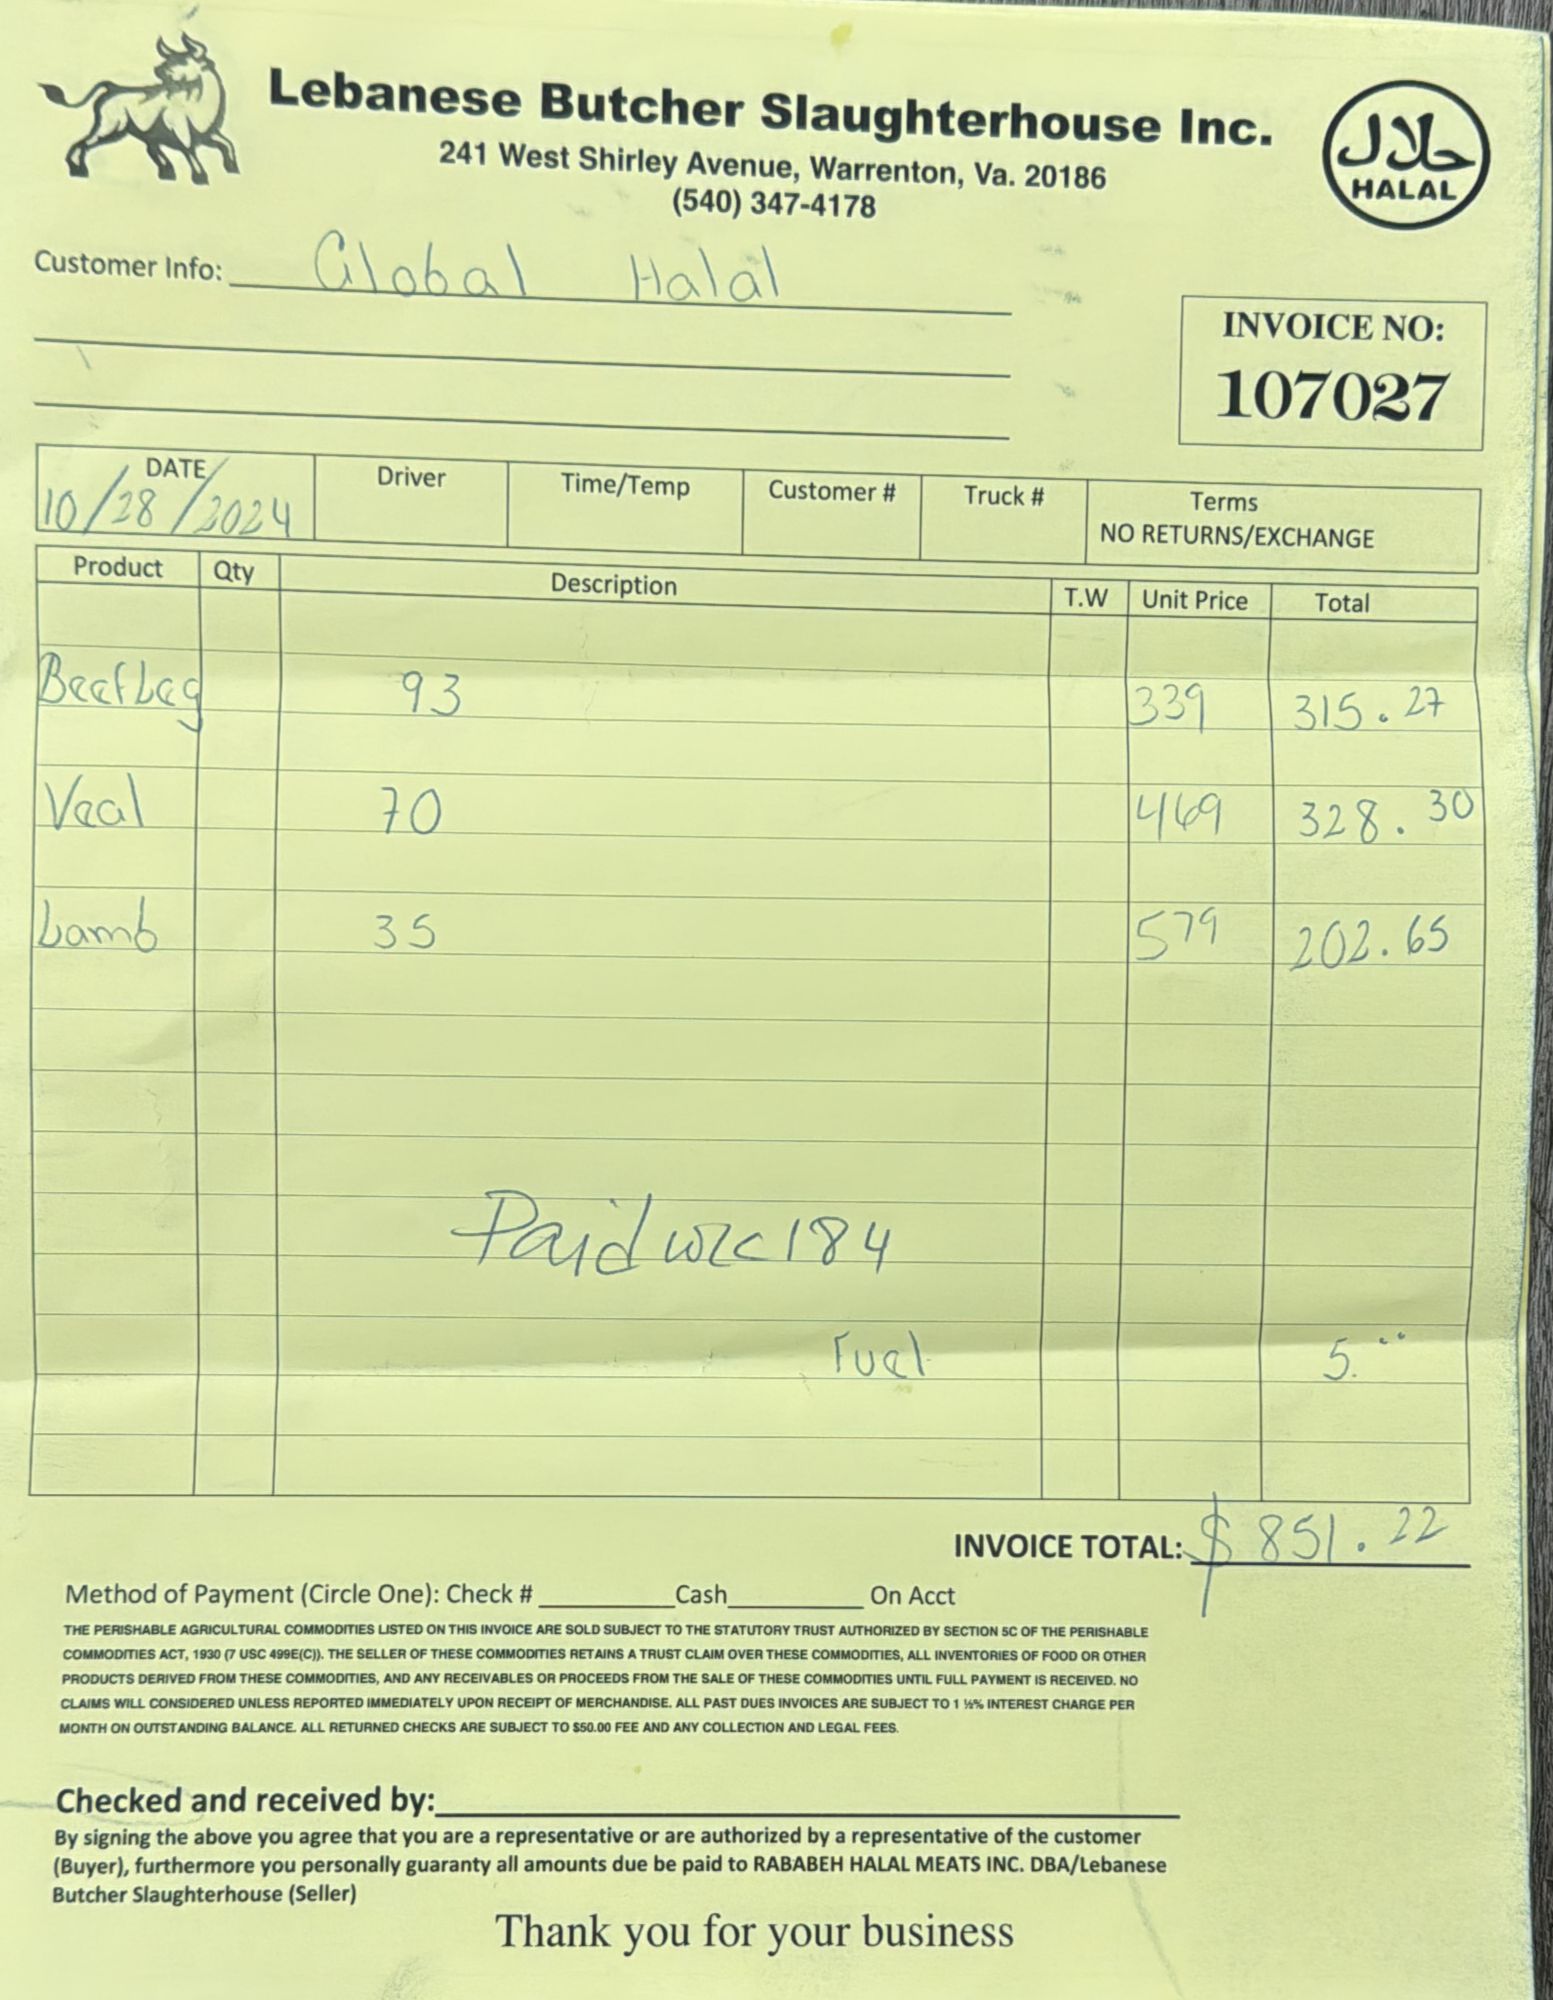 Lebanese Butcher Slaughterhouse Inc.
241 West Shirley Avenue, Warrenton, Va. 20186
(540) 347-4178
حلال
HALAL
Customer Info: Global Halal
INVOICE NO:
107027
DATE Driver Time/Temp Customer # Truck # Terms
10/28/2024 NO RETURNS/EXCHANGE
Product Qty Description T.W Unit Price Total
Beef Leg 93 339 315.27
Veal 70 469 328.30
Lamb 35 579 202.65
Paid 184
Fuel 5.
INVOICE TOTAL: $851.22
Method of Payment (Circle One): Check # Cash On Acct
THE PERISHABLE AGRICULTURAL COMMODITIES LISTED ON THIS INVOICE ARE SOLD SUBJECT TO THE STATUTORY TRUST AUTHORIZED BY SECTION 5C OF THE PERISHABLE
COMMODITIES ACT, 1930 (7 USC 499E(C)). THE SELLER OF THESE COMMODITIES RETAINS A TRUST CLAIM OVER THESE COMMODITIES, ALL INVENTORIES OF FOOD OR OTHER
PRODUCTS DERIVED FROM THESE COMMODITIES, AND ANY RECEIVABLES OR PROCEEDS FROM THE SALE OF THESE COMMODITIES UNTIL FULL PAYMENT IS RECEIVED. NO
CLAIMS WILL CONSIDERED UNLESS REPORTED IMMEDIATELY UPON RECEIPT OF MERCHANDISE. ALL PAST DUES INVOICES ARE SUBJECT TO 1 ½% INTEREST CHARGE PER
MONTH ON OUTSTANDING BALANCE. ALL RETURNED CHECKS ARE SUBJECT TO $50.00 FEE AND ANY COLLECTION AND LEGAL FEES.
Checked and received by:
By signing the above you agree that you are a representative or are authorized by a representative of the customer
(Buyer), furthermore you personally guaranty all amounts due be paid to RABABEH HALAL MEATS INC. DBA/Lebanese
Butcher Slaughterhouse (Seller)
Thank you for your business